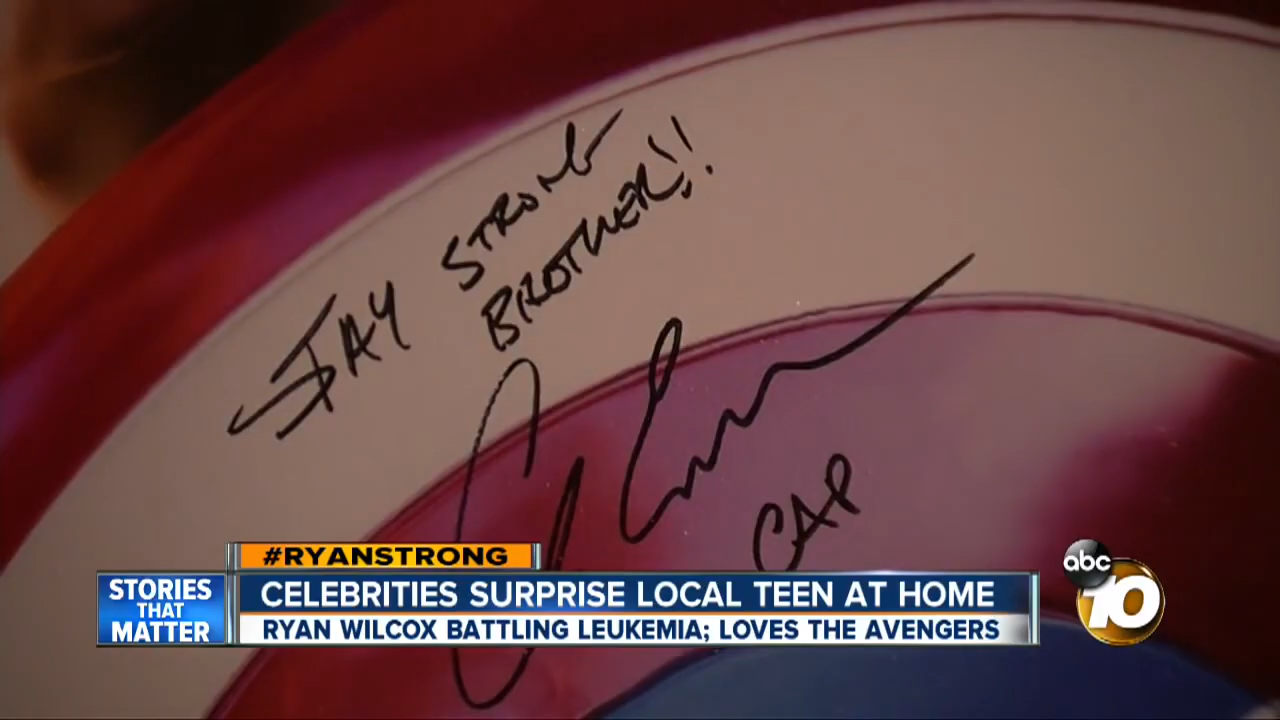 STAY STRONG
BROTHER!!
CAP
#RYANSTRONG
STORIES
THAT
MATTER
CELEBRITIES SURPRISE LOCAL TEEN AT HOME
RYAN WILCOX BATTLING LEUKEMIA; LOVES THE AVENGERS
abc
10